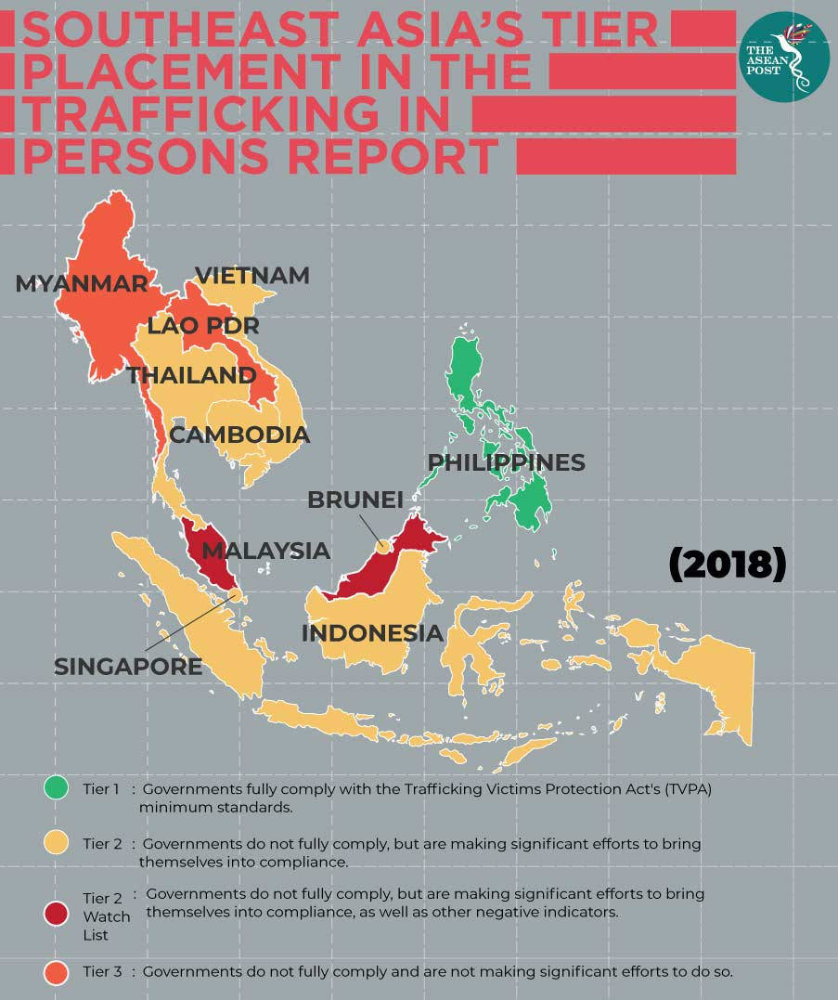 SOUTHEAST ASIA'S TIER
PLACEMENT IN THE
TRAFFICKING IN
PERSONS REPORT
THE
ASEAN
POST
MYANMAR
VIETNAM
LAO PDR
THAILAND
CAMBODIA
PHILIPPINES
BRUNEI
MALAYSIA
(2018)
INDONESIA
SINGAPORE
Tier 1 : Governments fully comply with the Trafficking Victims Protection Act's (TVPA)
minimum standards.
Tier 2 : Governments do not fully comply, but are making significant efforts to bring
themselves into compliance.
Tier 2 : Governments do not fully comply, but are making significant efforts to bring
Watch themselves into compliance, as well as other negative indicators.
List
Tier 3 : Governments do not fully comply and are not making significant efforts to do so.